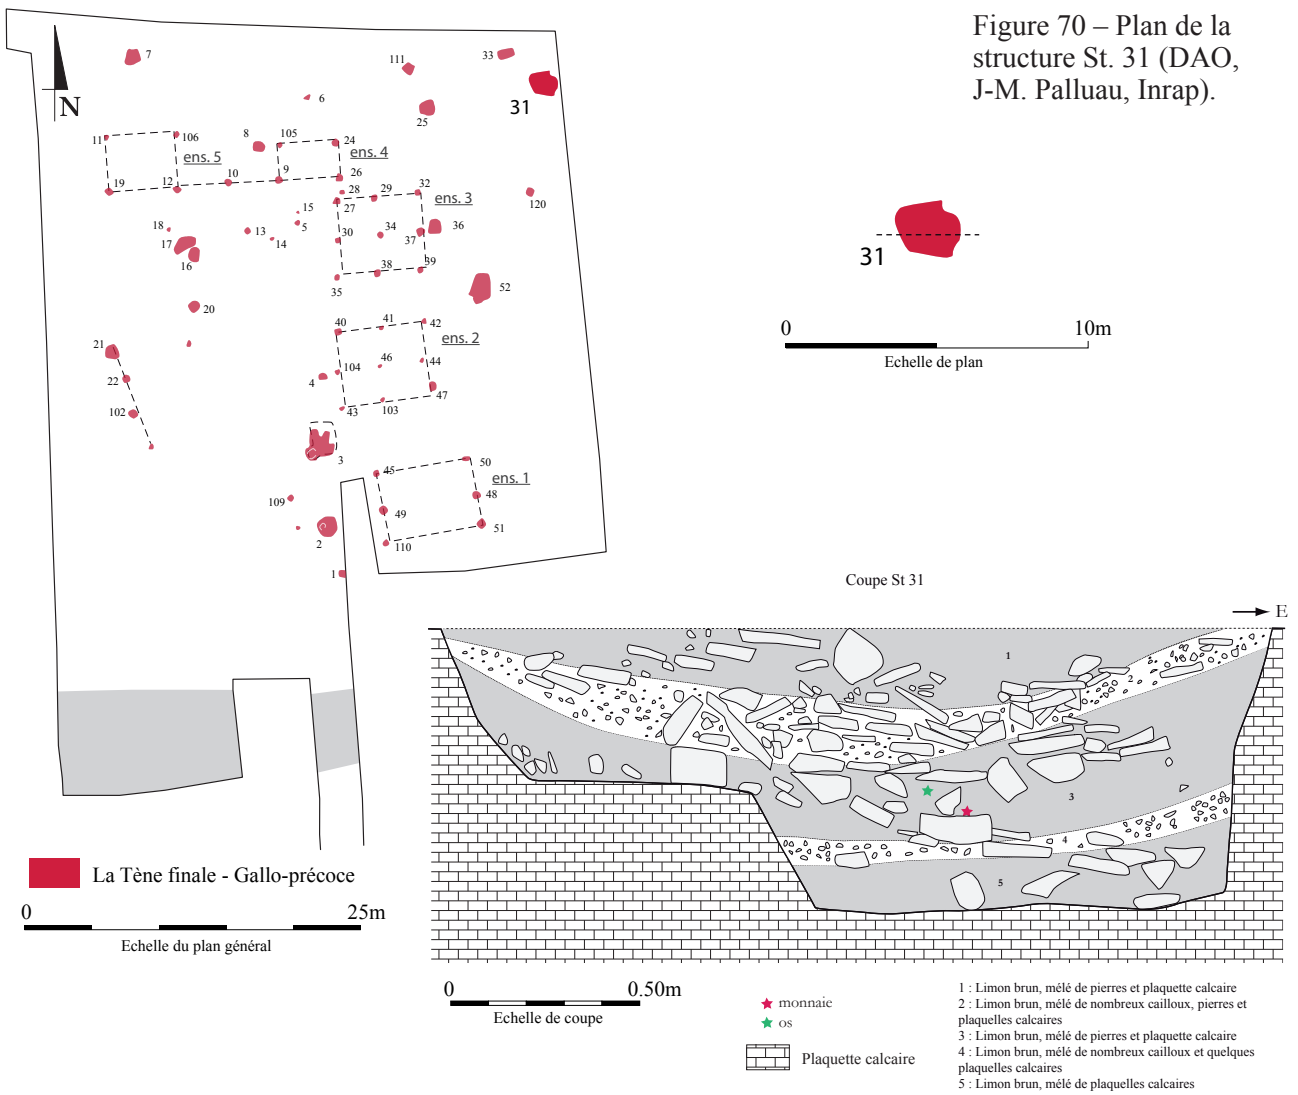 Figure 70 – Plan de la
structure St. 31 (DAO,
J-M. Palluau, Inrap).
7
111
33
31
6
25
N
11
106
8
105
24
ens. 5
ens. 4
19
12
10
9
26
28
29
32
27
ens. 3
120
15
5
18
13
14
17
16
30
34
37
36
38
39
35
52
20
40
41
42
ens. 2
21
22
4
104
46
44
102
43
103
47
3
45
50
ens. 1
109
49
48
2
51
110
1
31
0 10m
Echelle de plan
Coupe St 31
E
1
2
3
4
5
La Tène finale - Gallo-précoce
0 25m
Echelle du plan général
0 0.50m
Echelle de coupe
monnaie
os
Plaquette calcaire
1 : Limon brun, mélé de pierres et plaquette calcaire
2 : Limon brun, mélé de nombreux cailloux, pierres et
plaquelles calcaires
3 : Limon brun, mélé de pierres et plaquette calcaire
4 : Limon brun, mélé de nombreux cailloux et quelques
plaquelles calcaires
5 : Limon brun, mélé de plaquelles calcaires